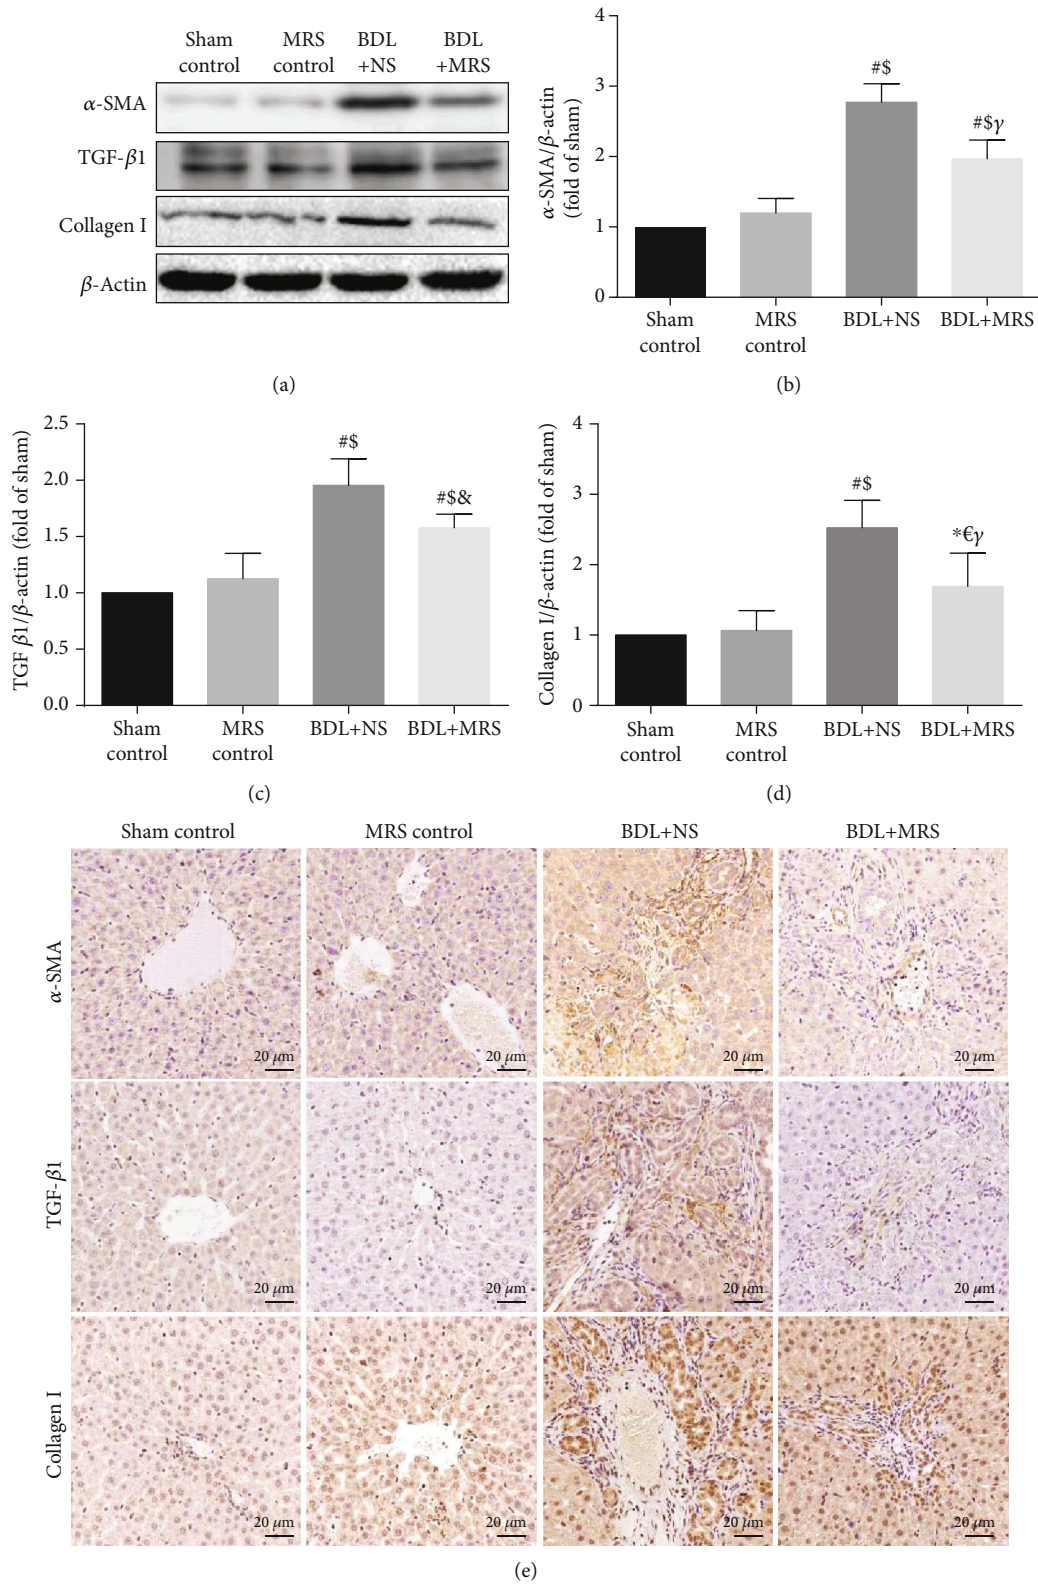 Sham control
MRS control
BDL +NS
BDL +MRS
α-SMA
TGF-β1
Collagen I
β-Actin
(a)
α-SMA/β-actin
(fold of sham)
4
3
2
1
0
#$
#$γ
Sham control
MRS control
BDL+NS
BDL+MRS
(b)
TGF β1/β-actin (fold of sham)
2.5
2.0
1.5
1.0
0.5
0.0
#$
#$&
Sham control
MRS control
BDL+NS
BDL+MRS
(c)
Collagen I/β-actin (fold of sham)
4
3
2
1
0
#$
*€γ
Sham control
MRS control
BDL+NS
BDL+MRS
(d)
Sham control
MRS control
BDL+NS
BDL+MRS
α-SMA
20 μm
20 μm
20 μm
20 μm
TGF-β1
20 μm
20 μm
20 μm
20 μm
Collagen I
20 μm
20 μm
20 μm
20 μm
(e)